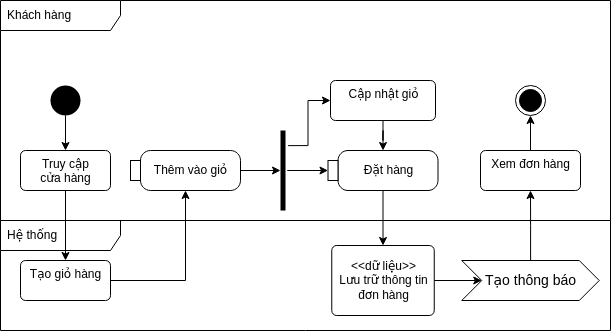 Khách hàng
Cập nhật giỏ
Truy cập
cửa hàng
Thêm vào giỏ
Đặt hàng
Xem đơn hàng
Hệ thống
Tạo giỏ hàng
<<dữ liệu>>
Lưu trữ thông tin
đơn hàng
Tạo thông báo